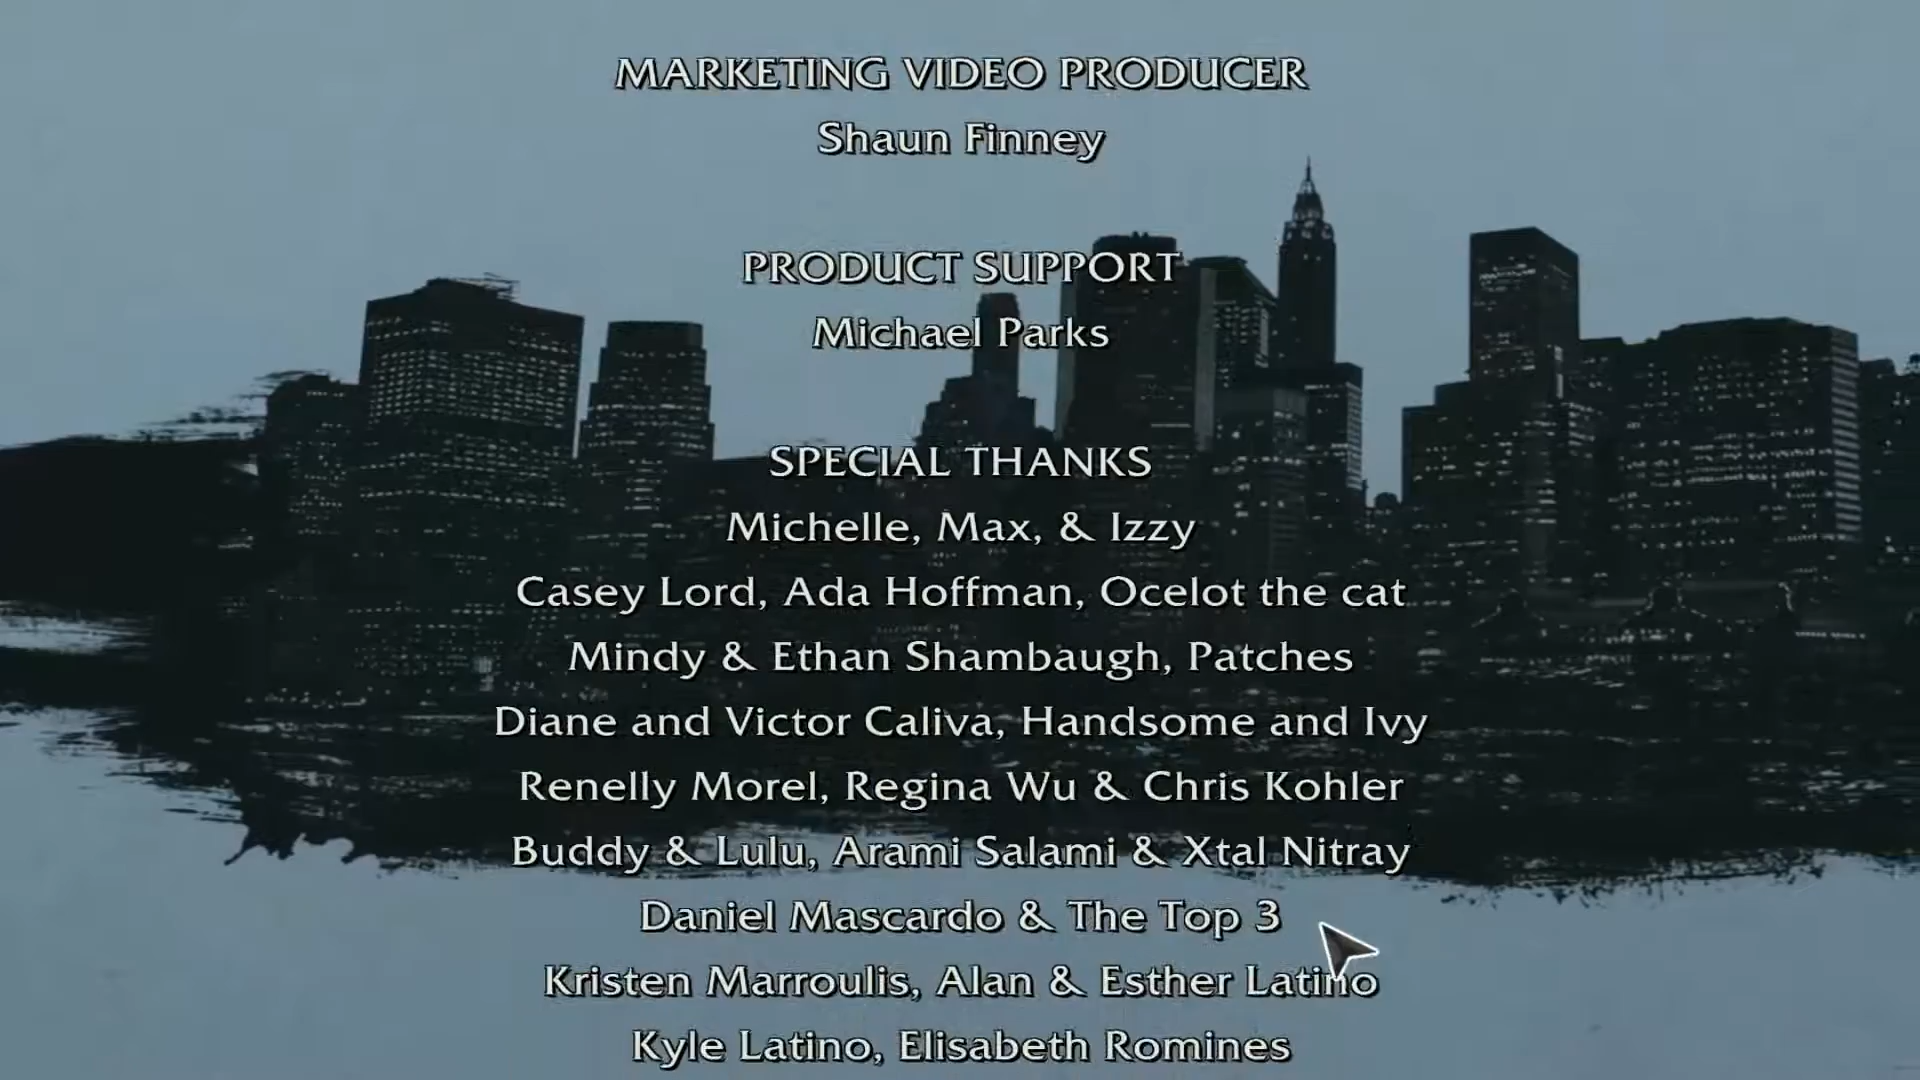 MARKETING VIDEO PRODUCER
Shaun Finney
PRODUCT SUPPORT
Michael Parks
SPECIAL THANKS
Michelle, Max, & Izzy
Casey Lord, Ada Hoffman, Ocelot the cat
Mindy & Ethan Shambaugh, Patches
Diane and Victor Caliva, Handsome and Ivy
Renelly Morel, Regina Wu & Chris Kohler
Buddy & Lulu, Arami Salami & Xtal Nitray
Daniel Mascardo & The Top 3
Kristen Marroulis, Alan & Esther Latino
Kyle Latino, Elisabeth Romines